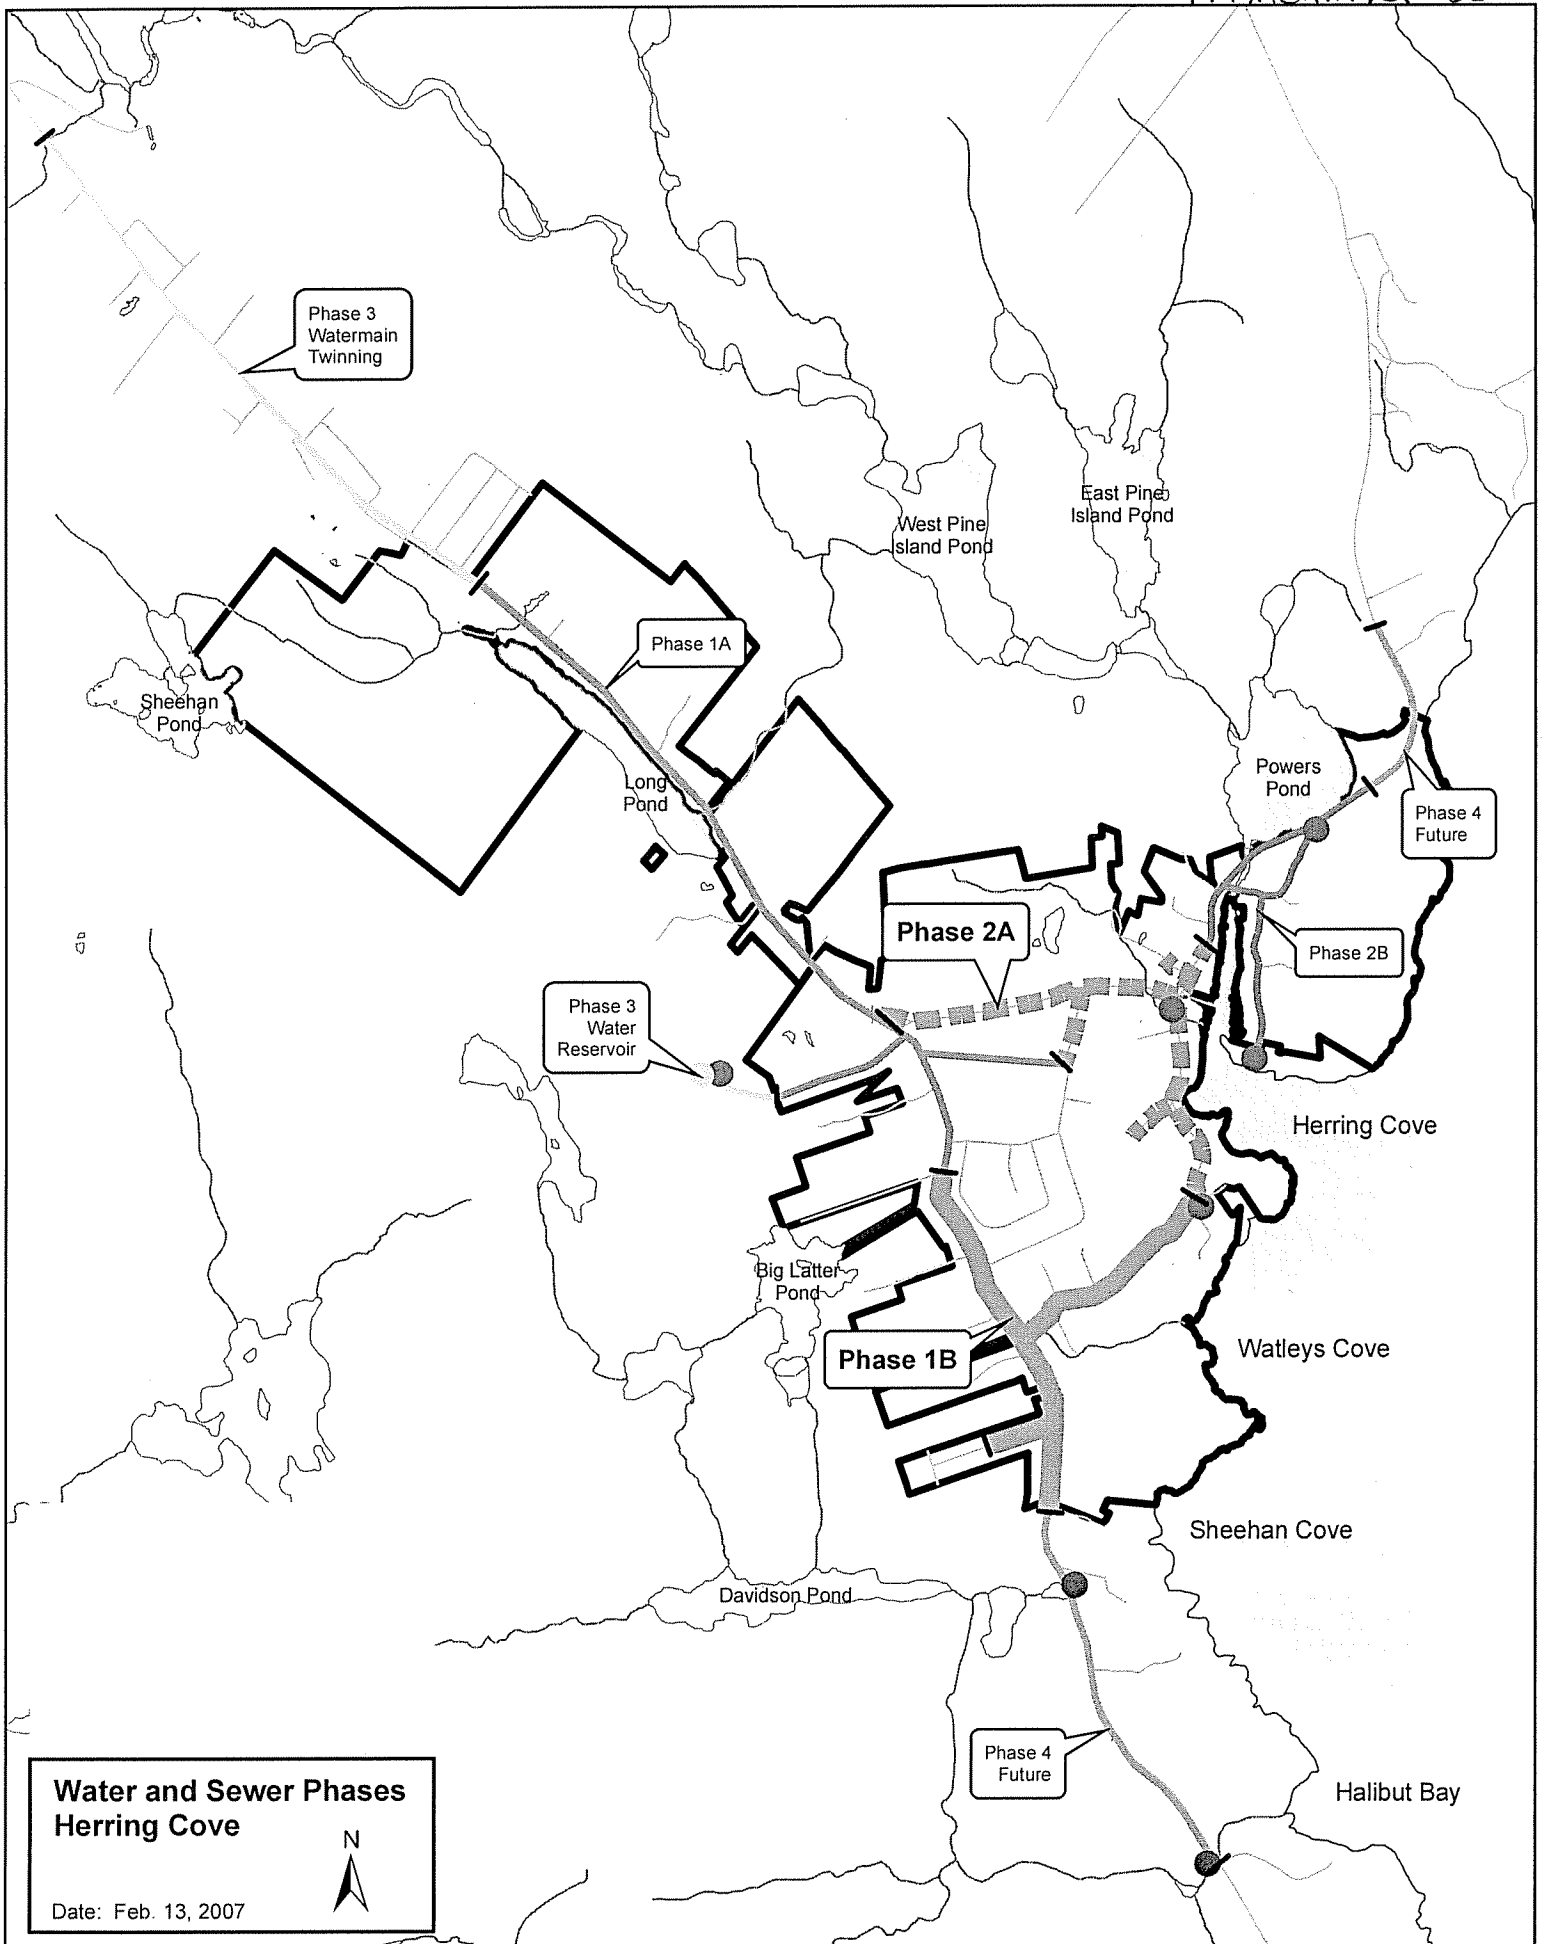 Phase 3
Watermain
Twinning
East Pine
Island Pond
West Pine
Island Pond
Phase 1A
Sheehan
Pond
Long
Pond
Powers
Pond
Phase 4
Future
Phase 2A
Phase 2B
Phase 3
Water
Reservoir
Herring Cove
Big Latter
Pond
Watleys Cove
Phase 1B
Sheehan Cove
Davidson Pond
Phase 4
Future
Halibut Bay
Water and Sewer Phases
Herring Cove
N
Date: Feb. 13, 2007